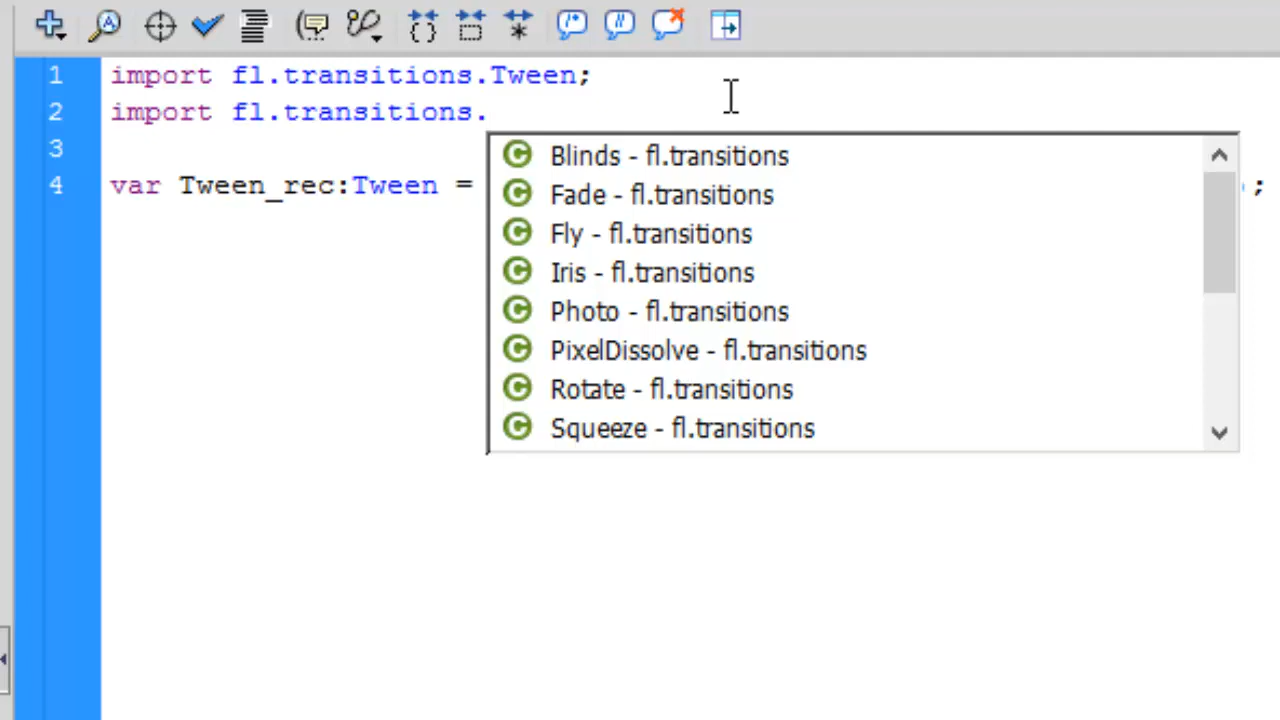 1 import fl.transitions.Tween;
2 import fl.transitions.
3
4 var Tween_rec:Tween = ;
Blinds - fl.transitions
Fade - fl.transitions
Fly - fl.transitions
Iris - fl.transitions
Photo - fl.transitions
PixelDissolve - fl.transitions
Rotate - fl.transitions
Squeeze - fl.transitions